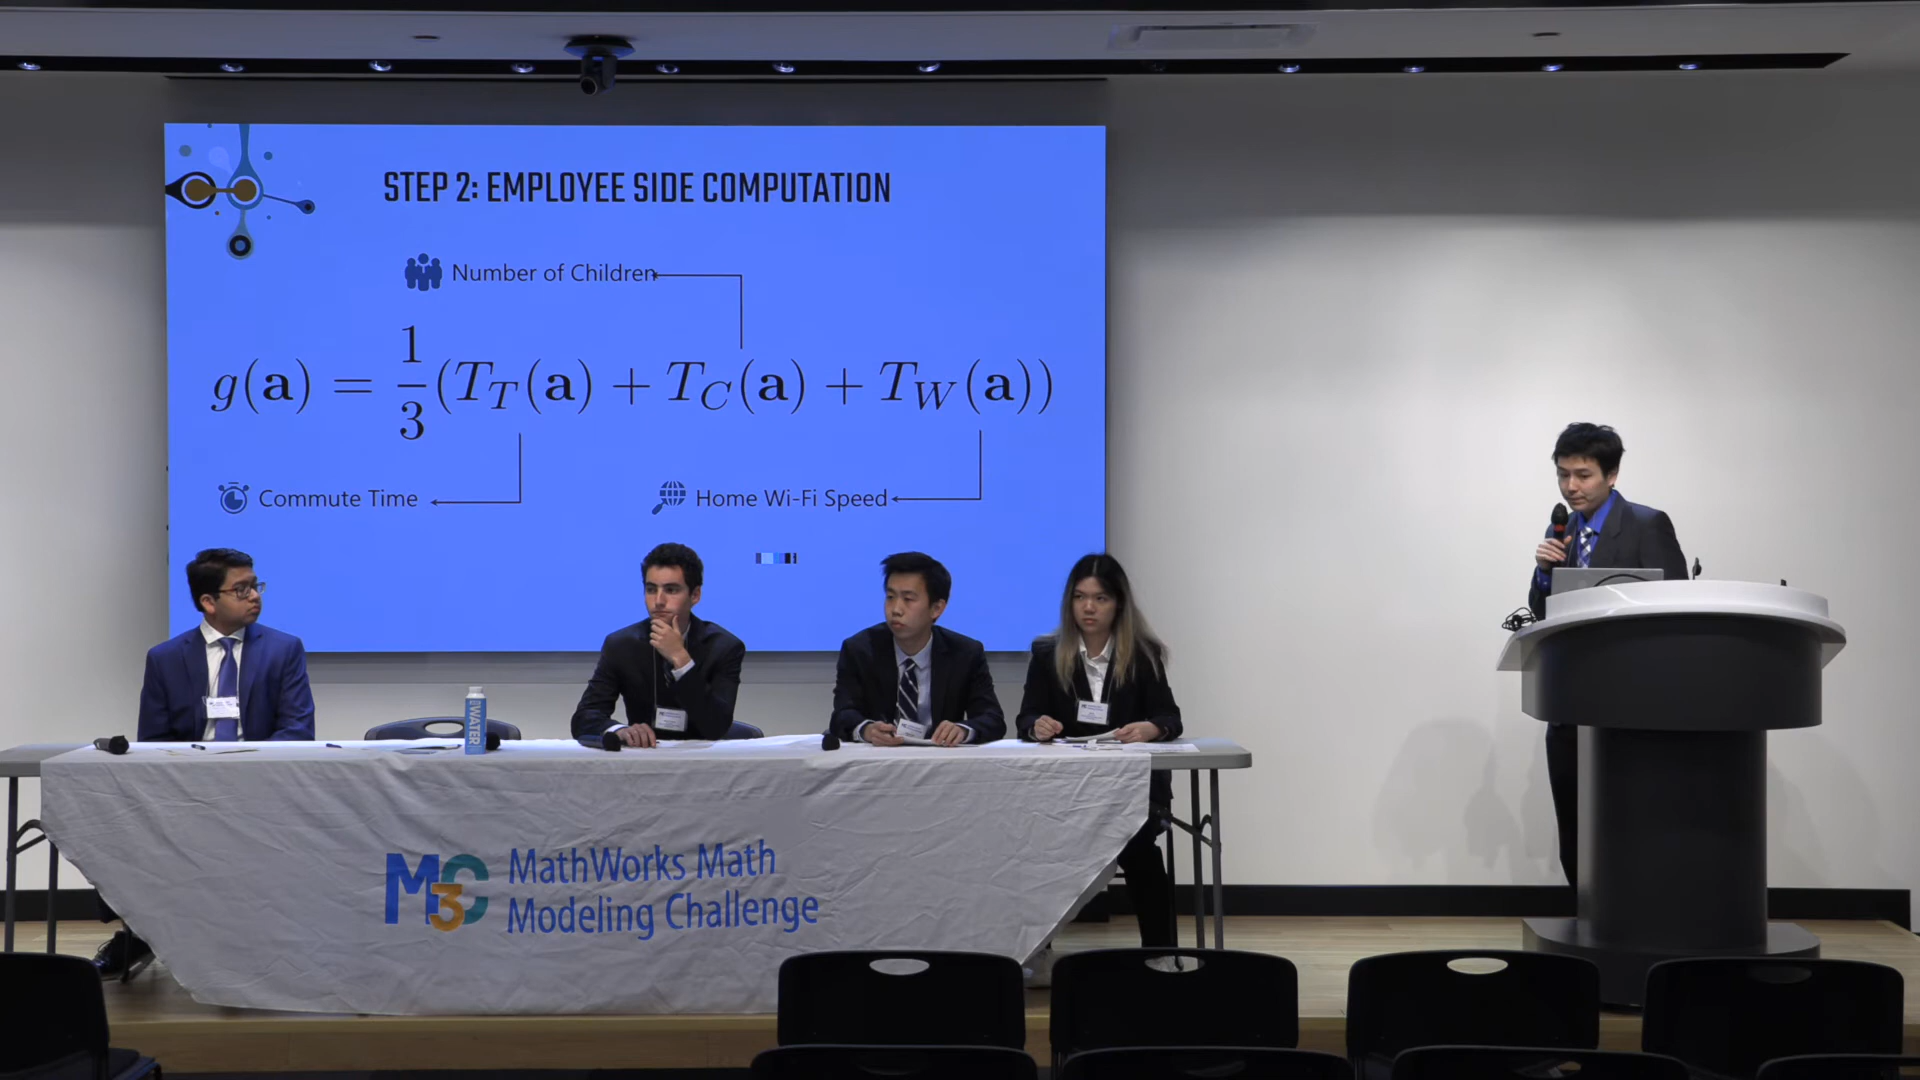 STEP 2: EMPLOYEE SIDE COMPUTATION
Number of Children
g(a) = 1/3 (T_T(a) + T_C(a) + T_W(a))
Commute Time
Home Wi-Fi Speed
WATER
M3C MathWorks Math
Modeling Challenge